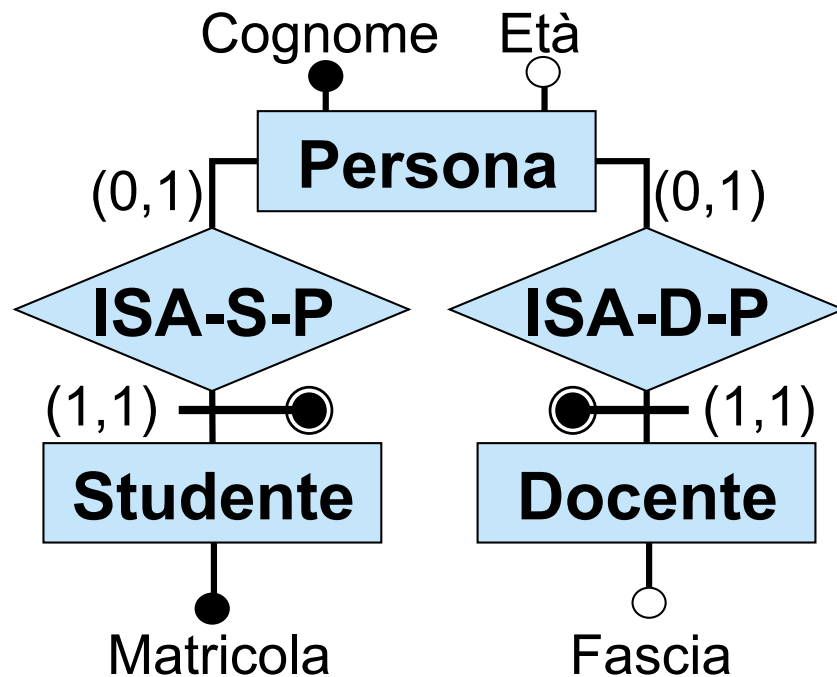 Cognome Età
Persona
(0,1) (0,1)
ISA-S-P ISA-D-P
(1,1) (1,1)
Studente Docente
Matricola Fascia